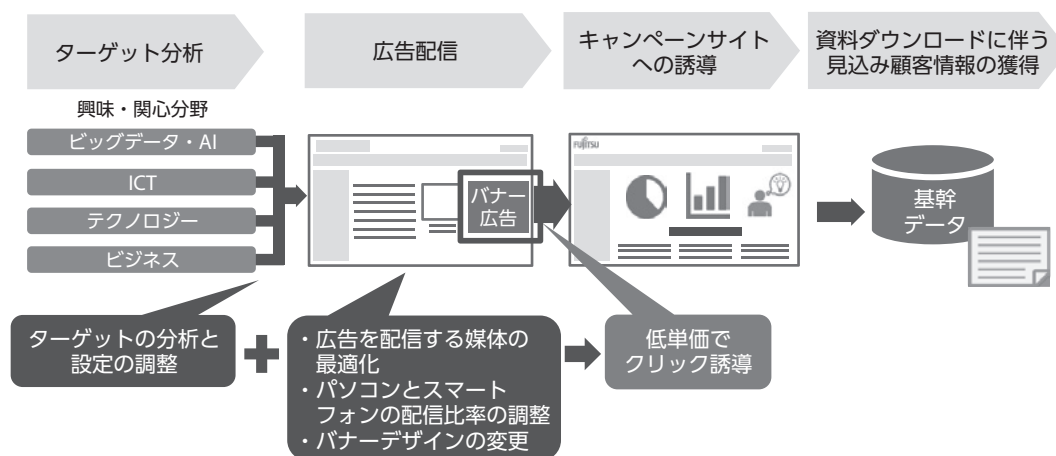 ターゲット分析
広告配信
キャンペーンサイト
への誘導
資料ダウンロードに伴う
見込み顧客情報の獲得
興味・関心分野
ビッグデータ・AI
ICT
テクノロジー
ビジネス
バナー
広告
FUJITSU
基幹
データ
ターゲットの分析と
設定の調整
・広告を配信する媒体の
最適化
・パソコンとスマート
フォンの配信比率の調整
・バナーデザインの変更
低単価で
クリック誘導